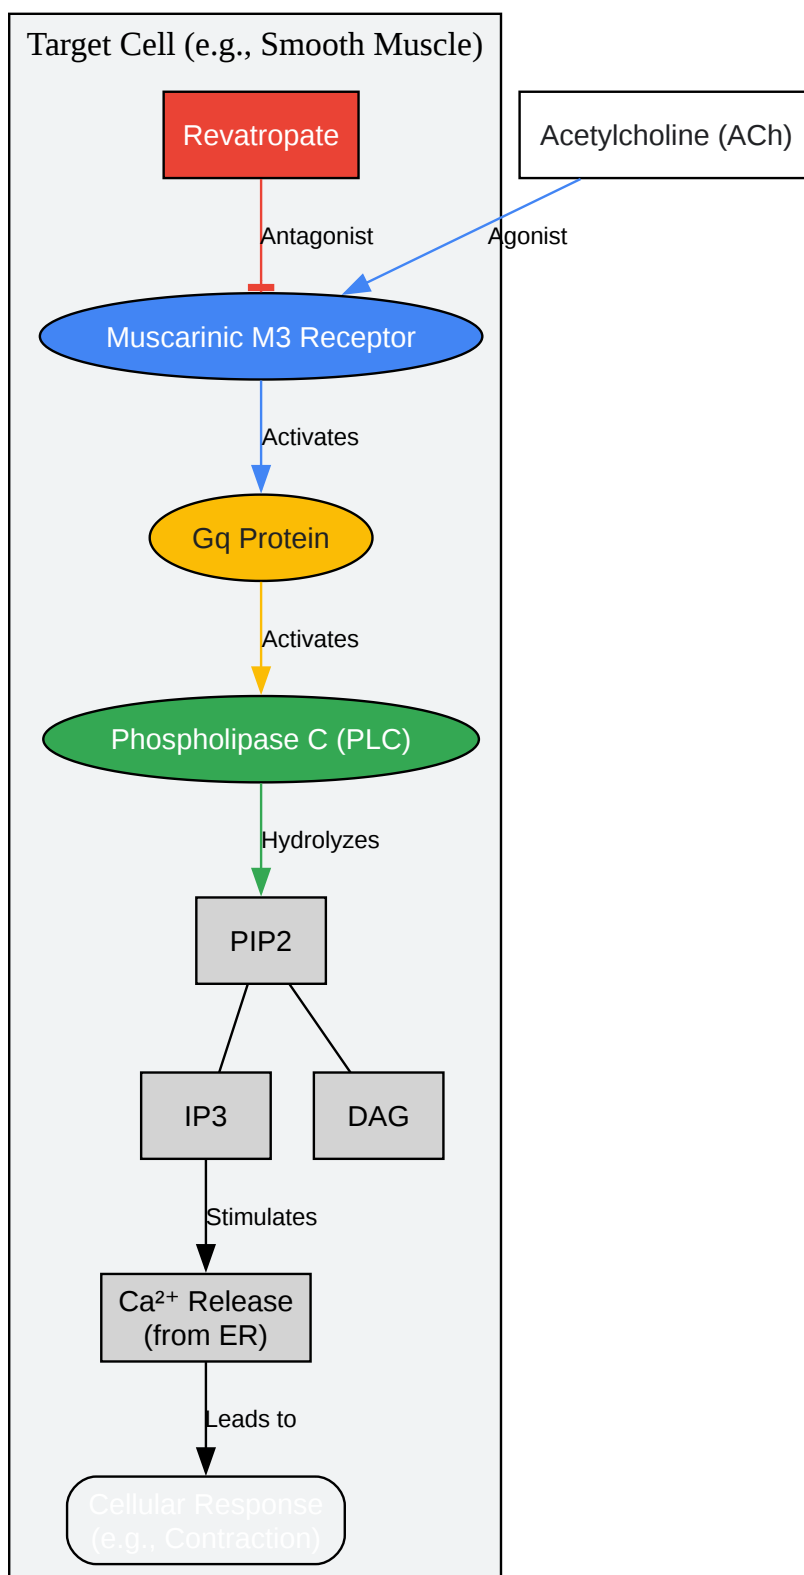 Target Cell (e.g., Smooth Muscle)
Revatropate
Acetylcholine (ACh)
Antagonist
Agonist
Muscarinic M3 Receptor
Activates
Gq Protein
Activates
Phospholipase C (PLC)
Hydrolyzes
PIP2
IP3
DAG
Stimulates
Ca²⁺ Release
(from ER)
Leads to
Cellular Response
(e.g., Contraction)